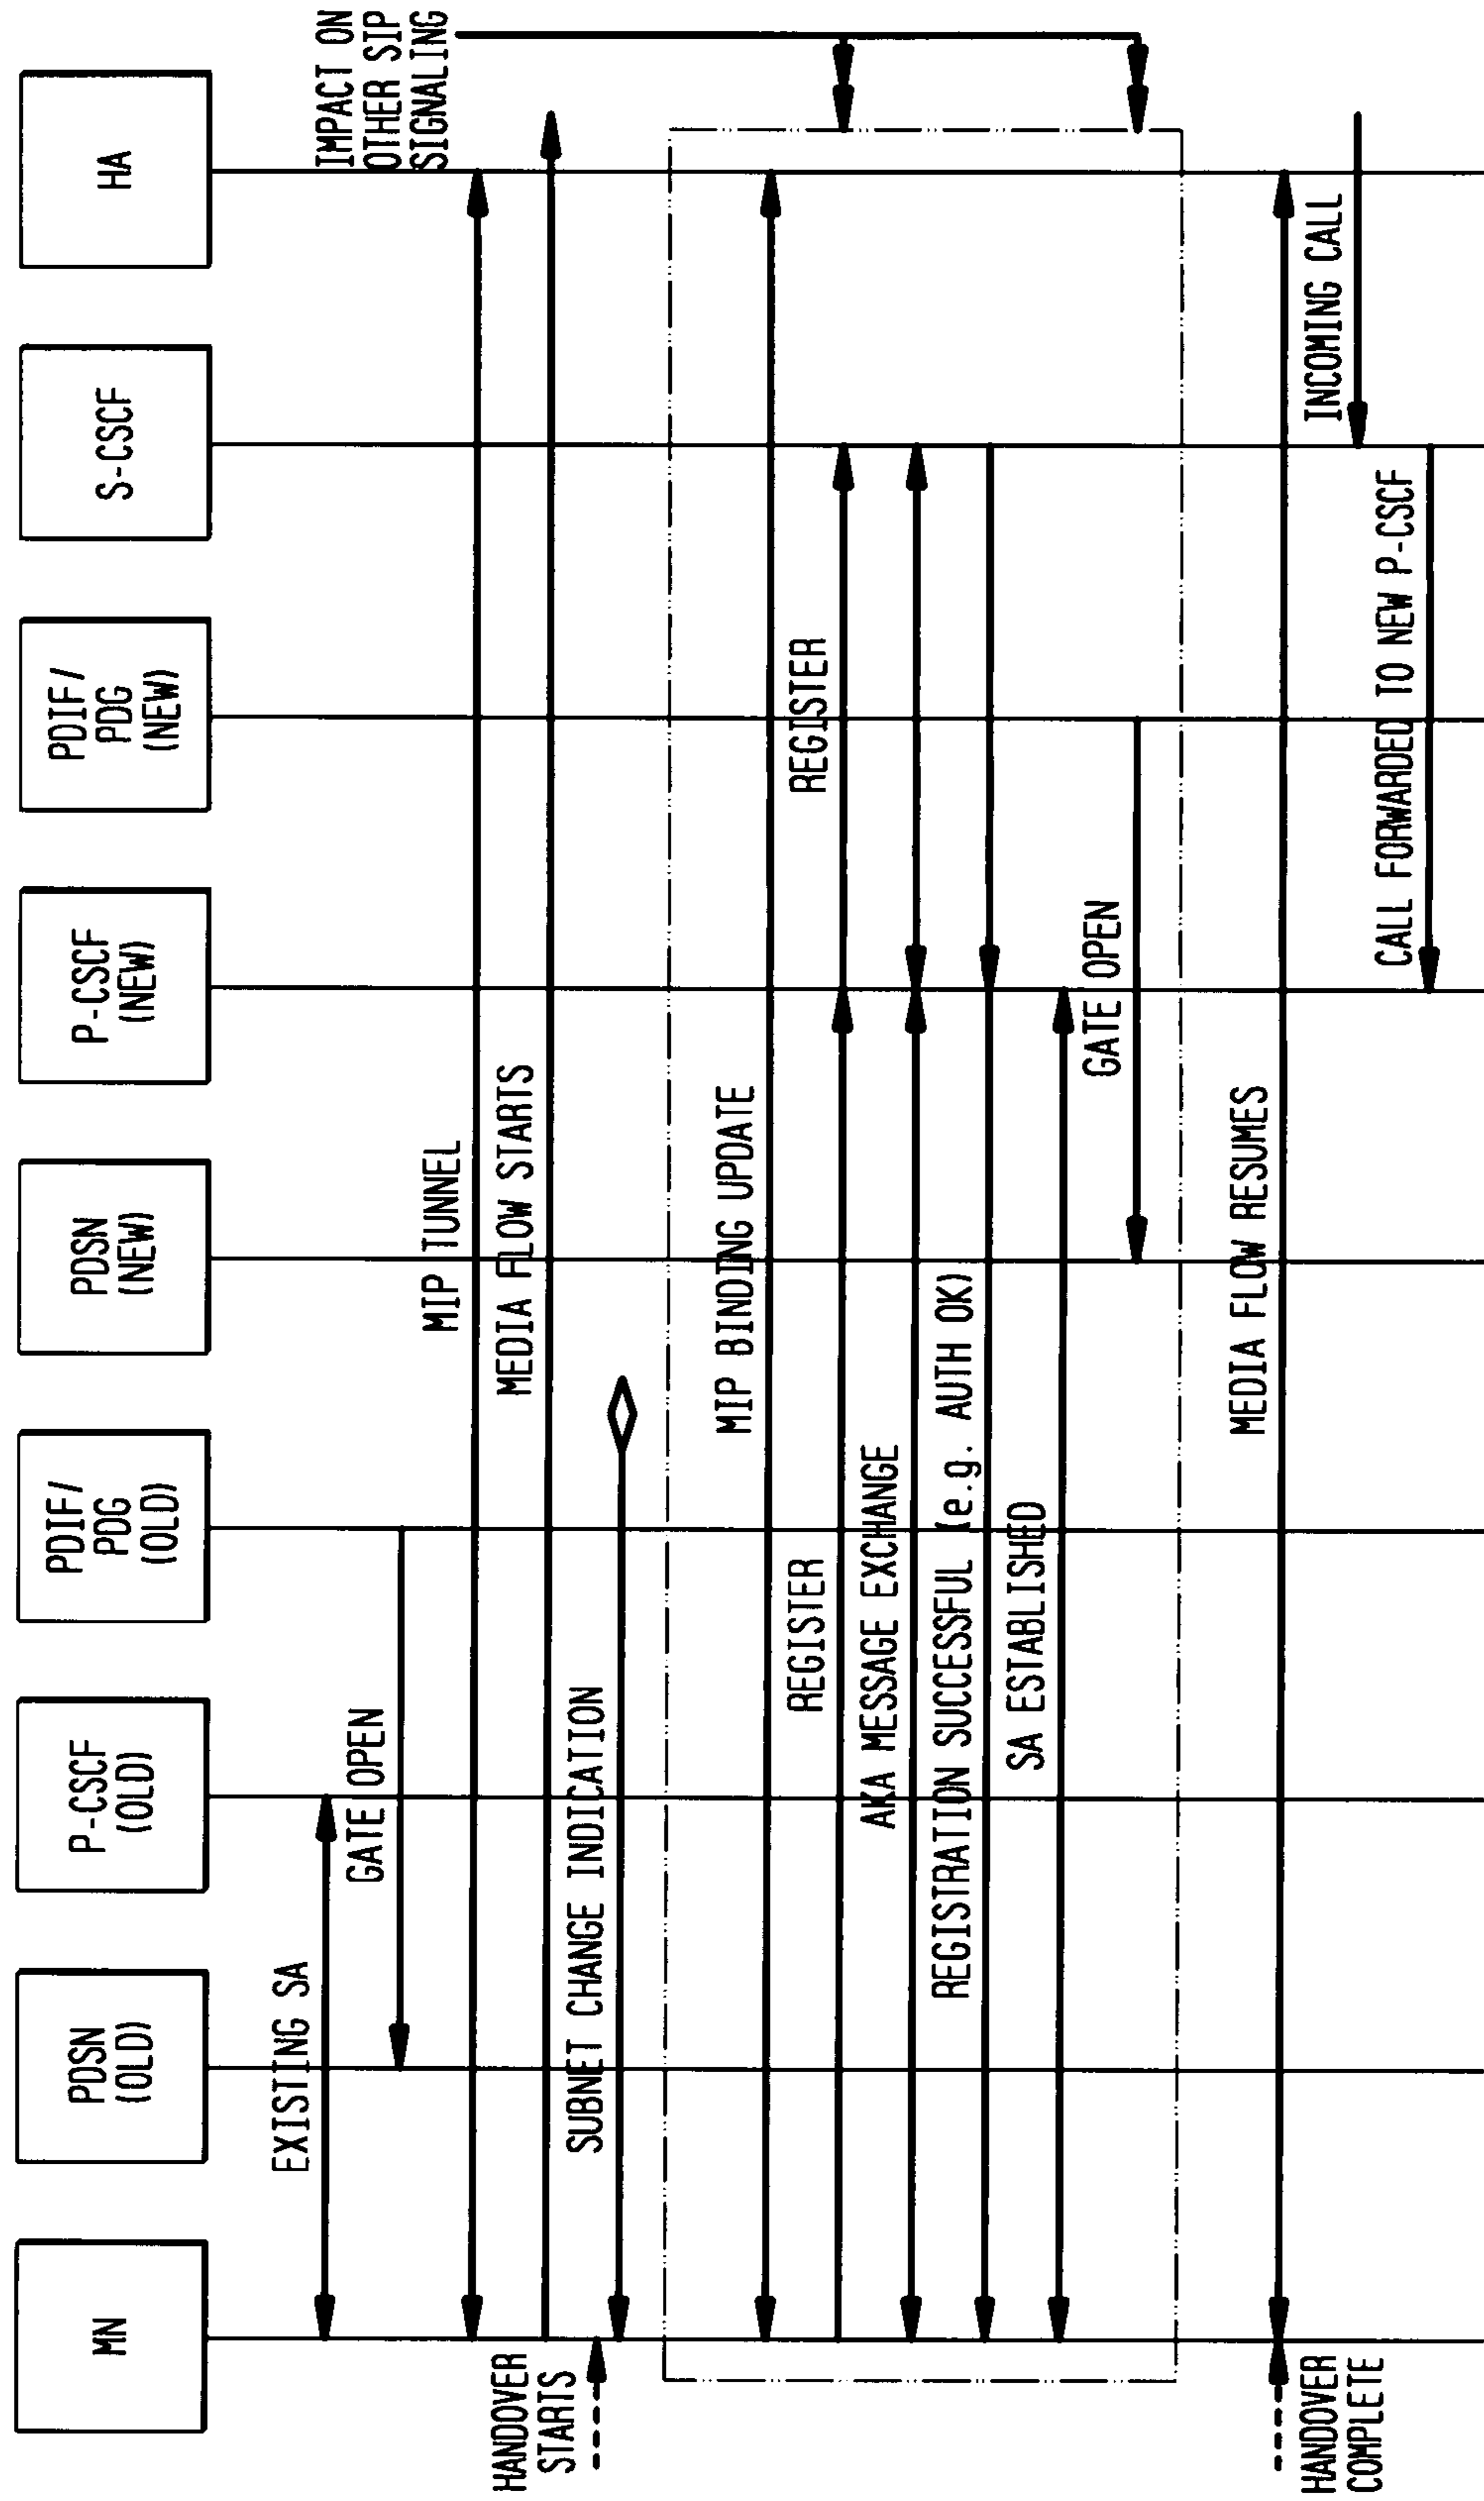 MN
PDSN
(OLD)
P-CSCF
(OLD)
PDIF/
PDG
(OLD)
PDSN
(NEW)
P-CSCF
(NEW)
PDIF/
PDG
(NEW)
S-CSCF
HA
EXISTING SA
IMPACT ON
OTHER SIP
SIGNALING
GATE OPEN
MIP TUNNEL
HANDOVER
STARTS
MEDIA FLOW STARTS
SUBNET CHANGE INDICATION
MIP BINDING UPDATE
REGISTER
REGISTER
AKA MESSAGE EXCHANGE
REGISTRATION SUCCESSFUL (e.g. AUTH OK)
SA ESTABLISHED
GATE OPEN
MEDIA FLOW RESUMES
HANDOVER
COMPLETE
INCOMING CALL
CALL FORWARDED TO NEW P-CSCF